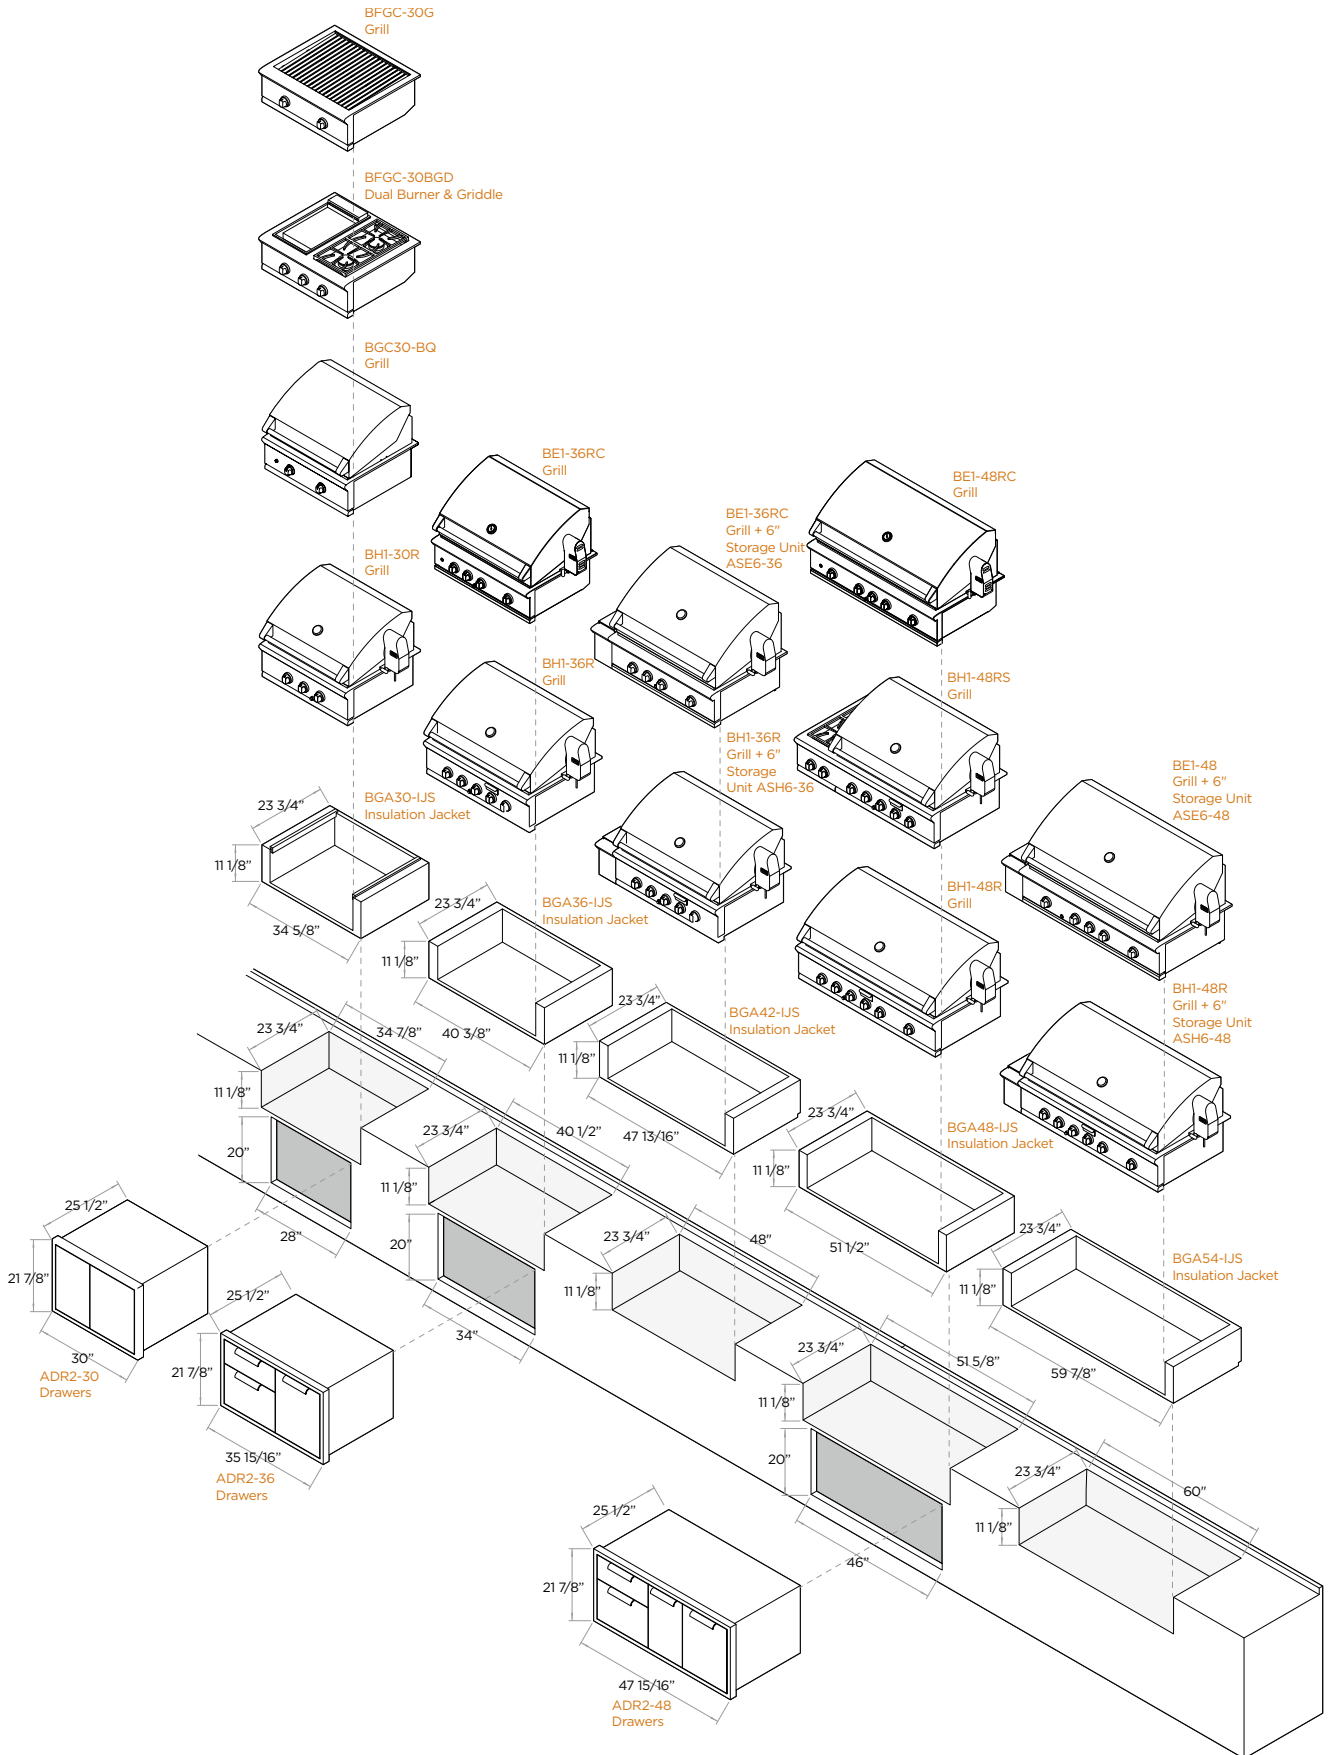 BFGC-30G
Grill
BFGC-30BGD
Dual Burner & Griddle
BGC30-BQ
Grill
BE1-36RC
Grill
BE1-48RC
Grill
BE1-36RC
Grill + 6"
Storage Unit
ASE6-36
BH1-30R
Grill
BH1-36R
Grill
BH1-48RS
Grill
BH1-36R
Grill + 6"
Storage
Unit ASH6-36
BE1-48
Grill + 6"
Storage Unit
ASE6-48
23 3/4”
BGA30-IJS
Insulation Jacket
11 1/8”
34 5/8”
23 3/4”
BGA36-IJS
Insulation Jacket
11 1/8”
40 3/8”
BH1-48R
Grill
BH1-48R
Grill + 6"
Storage Unit
ASH6-48
23 3/4”
BGA42-IJS
Insulation Jacket
11 1/8”
47 13/16”
23 3/4”
34 7/8”
11 1/8”
20”
28”
23 3/4”
BGA48-IJS
Insulation Jacket
11 1/8”
51 1/2”
23 3/4”
40 1/2”
11 1/8”
20”
34”
23 3/4”
BGA54-IJS
Insulation Jacket
11 1/8”
59 7/8”
25 1/2”
21 7/8”
30”
ADR2-30
Drawers
23 3/4”
48"
11 1/8”
25 1/2”
21 7/8”
35 15/16”
ADR2-36
Drawers
23 3/4”
51 5/8”
11 1/8”
20”
46”
23 3/4”
60"
11 1/8”
25 1/2”
21 7/8”
47 15/16”
ADR2-48
Drawers